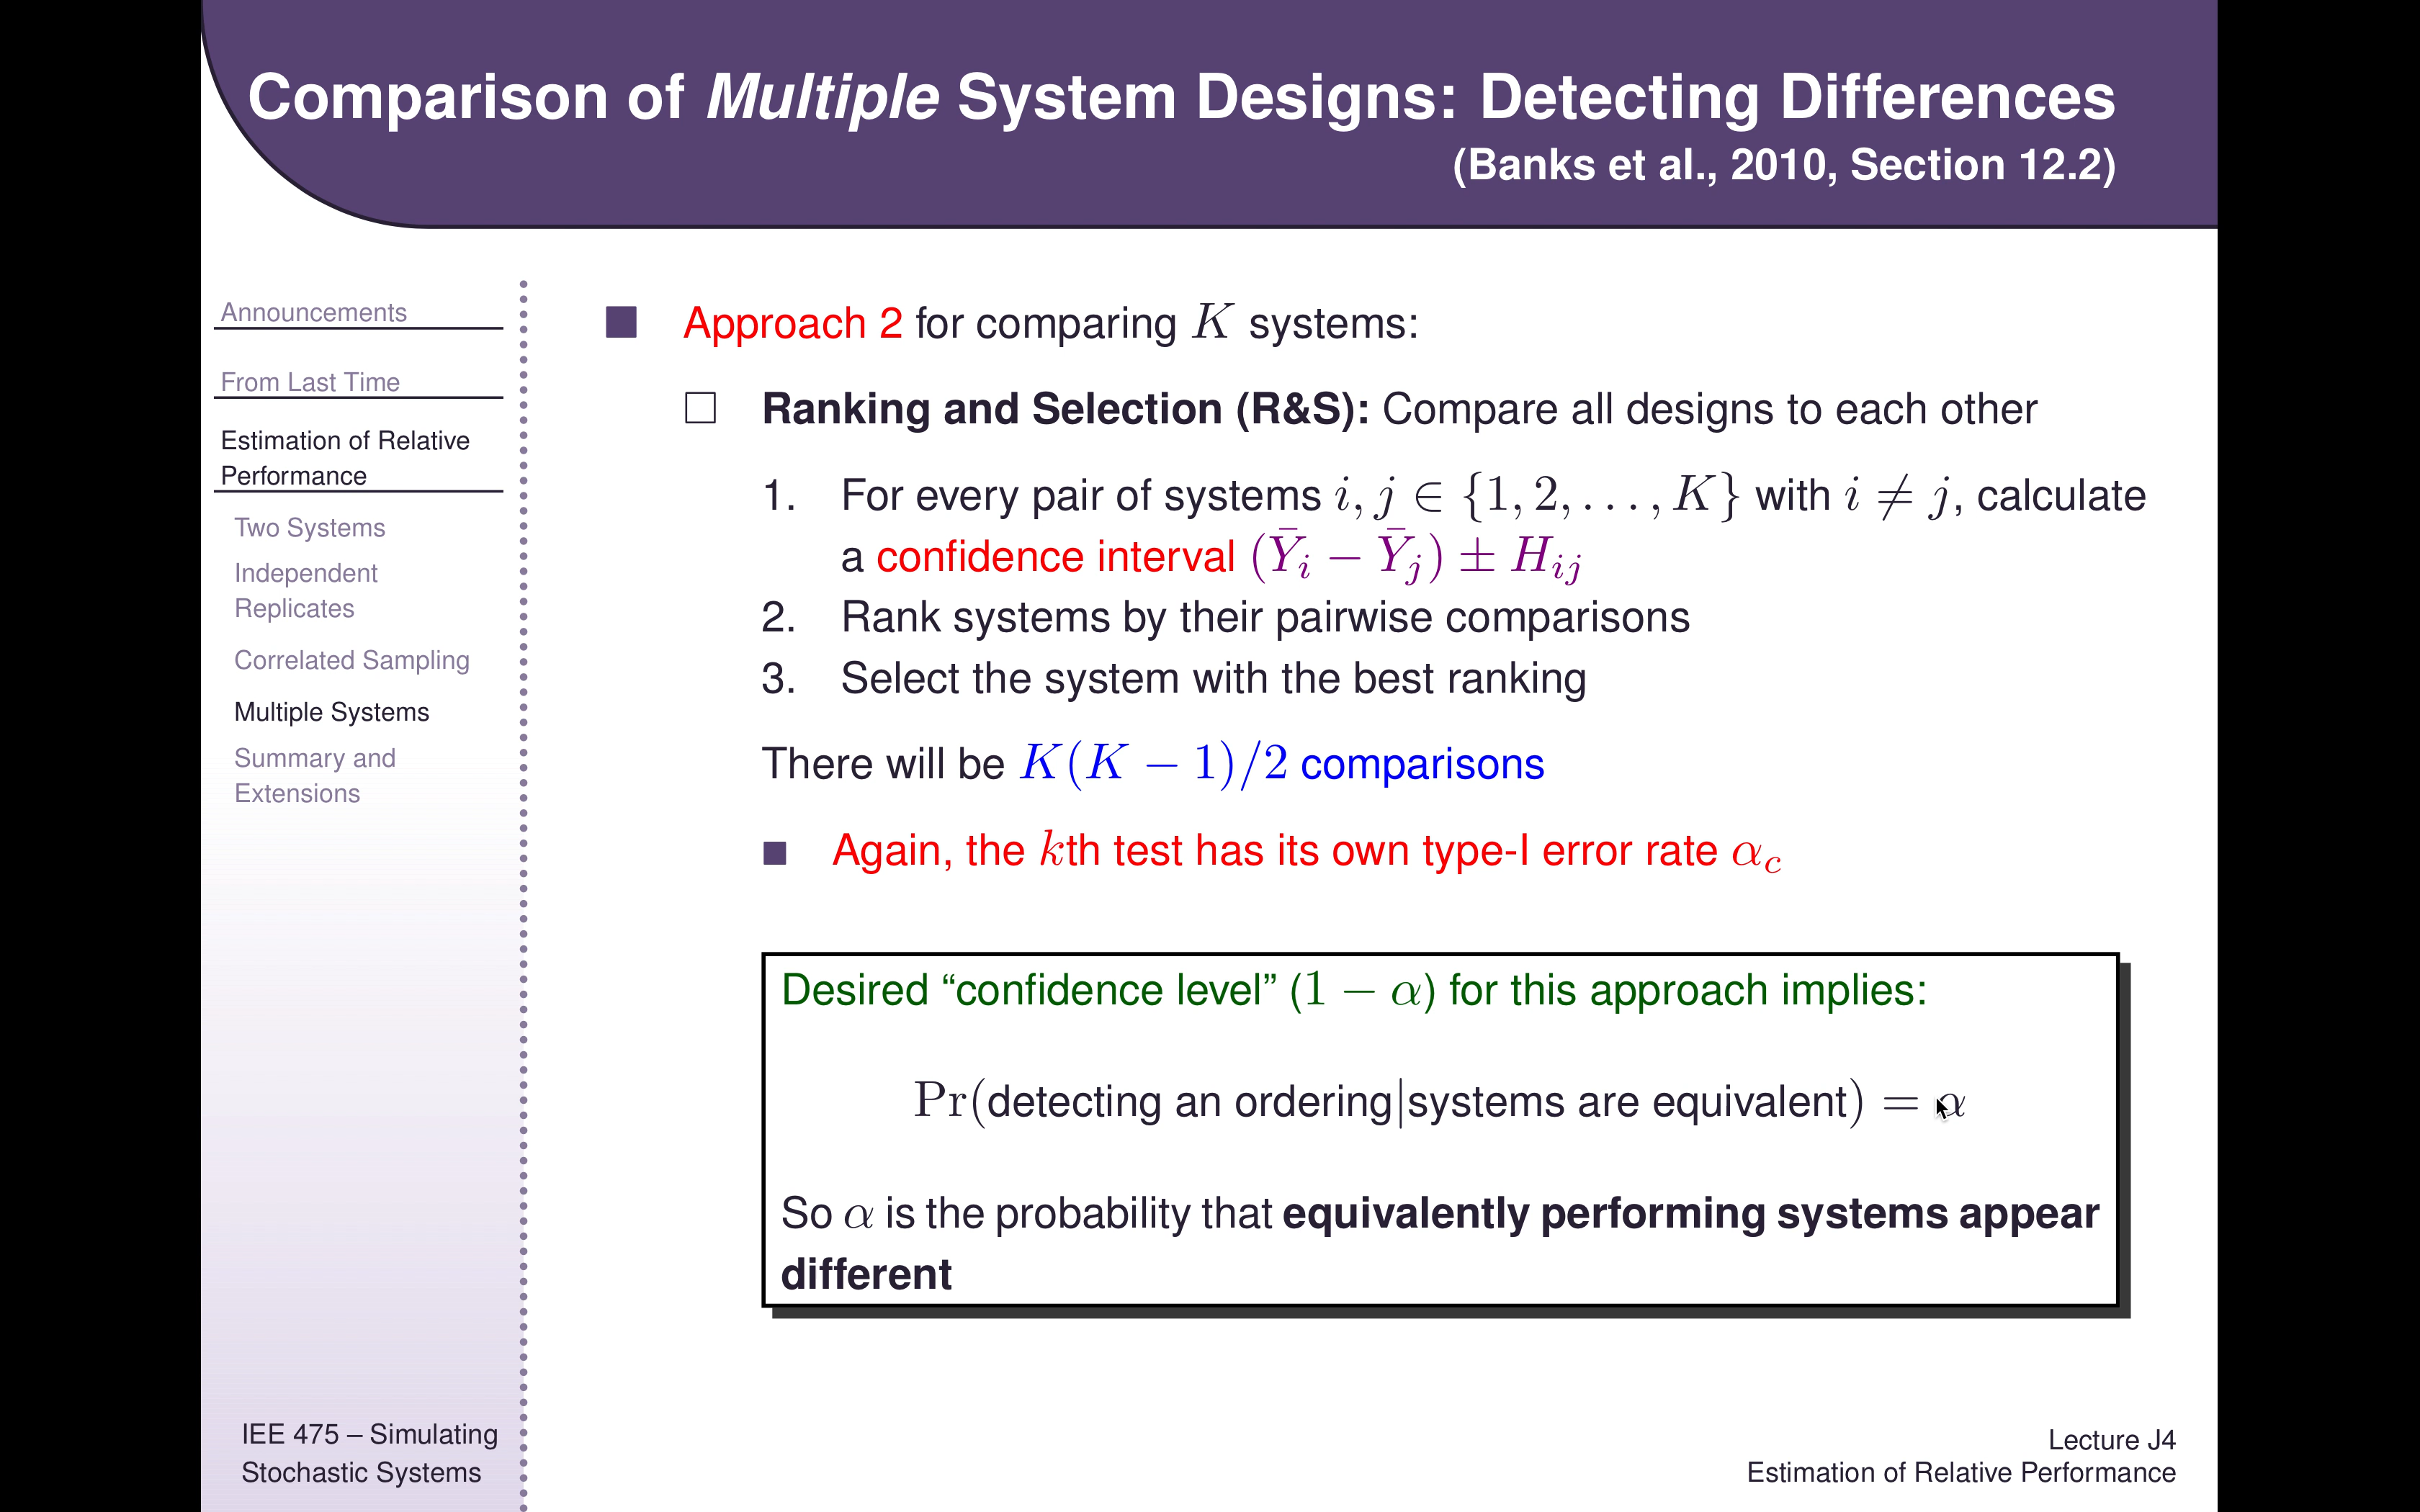 Comparison of Multiple System Designs: Detecting Differences
(Banks et al., 2010, Section 12.2)
Announcements
From Last Time
Estimation of Relative
Performance
Two Systems
Independent
Replicates
Correlated Sampling
Multiple Systems
Summary and
Extensions
■ Approach 2 for comparing K systems:
□ Ranking and Selection (R&S): Compare all designs to each other
1. For every pair of systems i, j ∈ {1, 2, . . . , K} with i ≠ j, calculate
a confidence interval (Ȳᵢ − Ȳⱼ) ± H_{ij}
2. Rank systems by their pairwise comparisons
3. Select the system with the best ranking
There will be K(K − 1)/2 comparisons
■ Again, the kth test has its own type-I error rate α_c
Desired “confidence level” (1 − α) for this approach implies:
Pr(detecting an ordering|systems are equivalent) = α
So α is the probability that equivalently performing systems appear
different
IEE 475 – Simulating
Stochastic Systems
Lecture J4
Estimation of Relative Performance